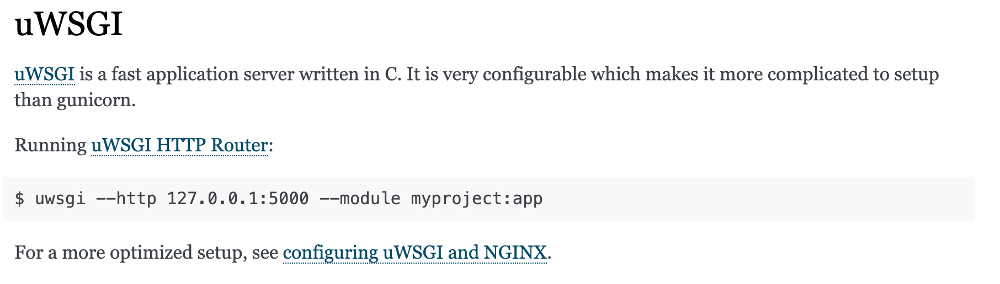 uWSGI
uWSGI is a fast application server written in C. It is very configurable which makes it more complicated to setup
than gunicorn.
Running uWSGI HTTP Router:
$ uwsgi --http 127.0.0.1:5000 --module myproject:app
For a more optimized setup, see configuring uWSGI and NGINX.